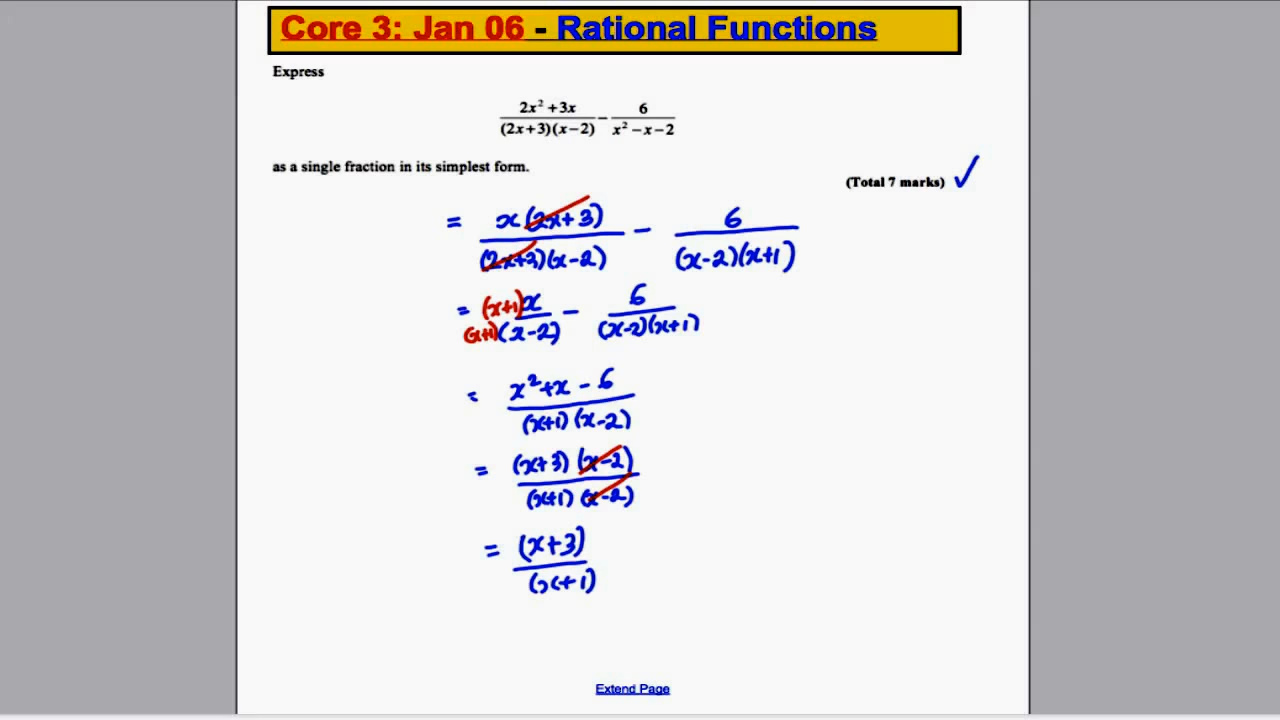 Core 3: Jan 06 - Rational Functions
Express
2x² + 3x / (2x+3)(x−2) − 6 / x² − x − 2
as a single fraction in its simplest form.
(Total 7 marks) ✓
= x(2x+3) / (2x+3)(x-2) − 6 / (x-2)(x+1)
= (x+1)x / (x+1)(x-2) − 6 / (x-2)(x+1)
= x²+x-6 / (x+1)(x-2)
= (x+3)(x-2) / (x+1)(x-2)
= (x+3) / (x+1)
Extend Page